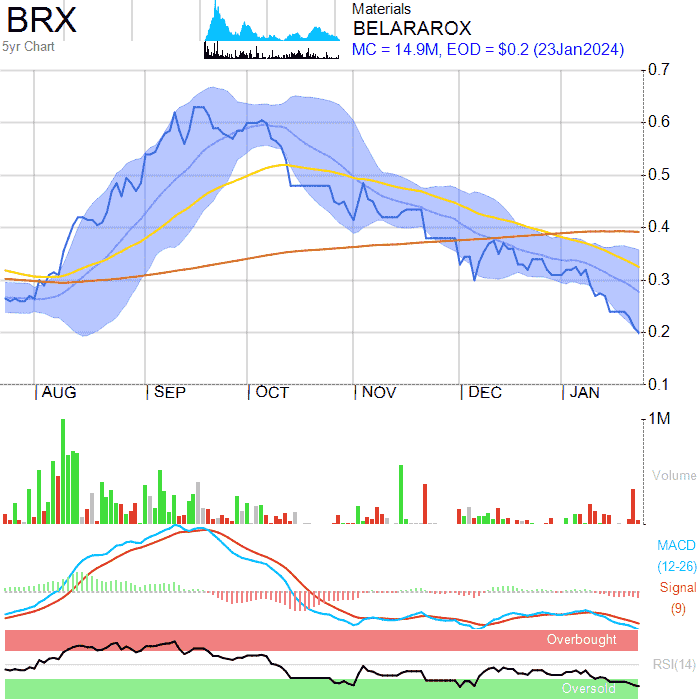 BRX
5yr Chart
Materials
BELARAROX
MC = 14.9M, EOD = $0.2 (23Jan2024)
0.7
0.6
0.5
0.4
0.3
0.2
0.1
AUG SEP OCT NOV DEC JAN
1M
Volume
MACD
(12-26)
Signal
(9)
Overbought
RSI(14)
Oversold